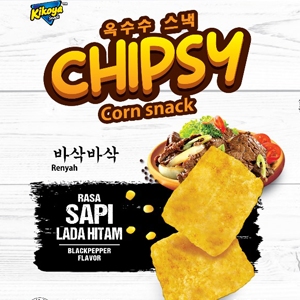 Kikoya
옥수수 스낵
CHIPSY
Corn snack
바삭바삭
Renyah
RASA
SAPI
LADA HITAM
BLACKPEPPER
FLAVOR